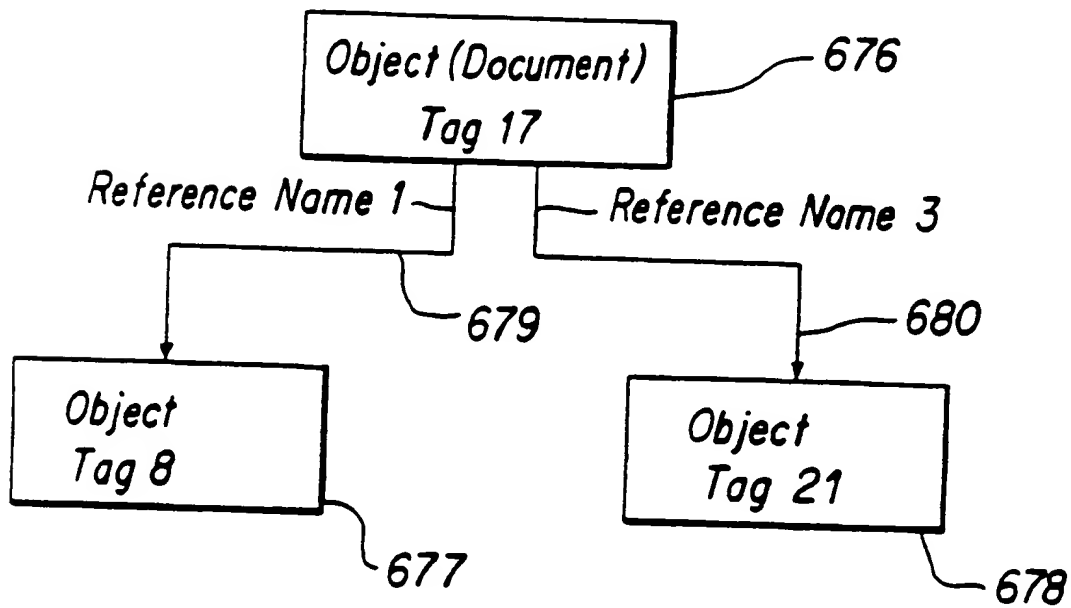 Object (Document)
Tag 17
676
Reference Name 1
Reference Name 3
679
680
Object
Tag 8
677
Object
Tag 21
678